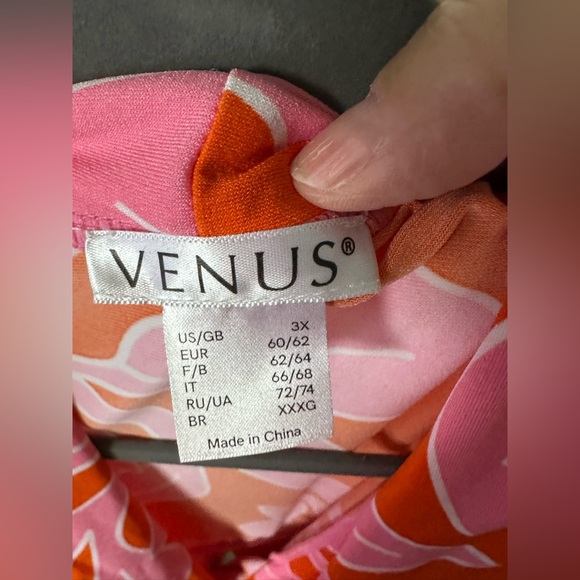 VENUS®
US/GB 3X
EUR 60/62
F/B 62/64
IT 66/68
RU/UA 72/74
BR XXXG
Made in China